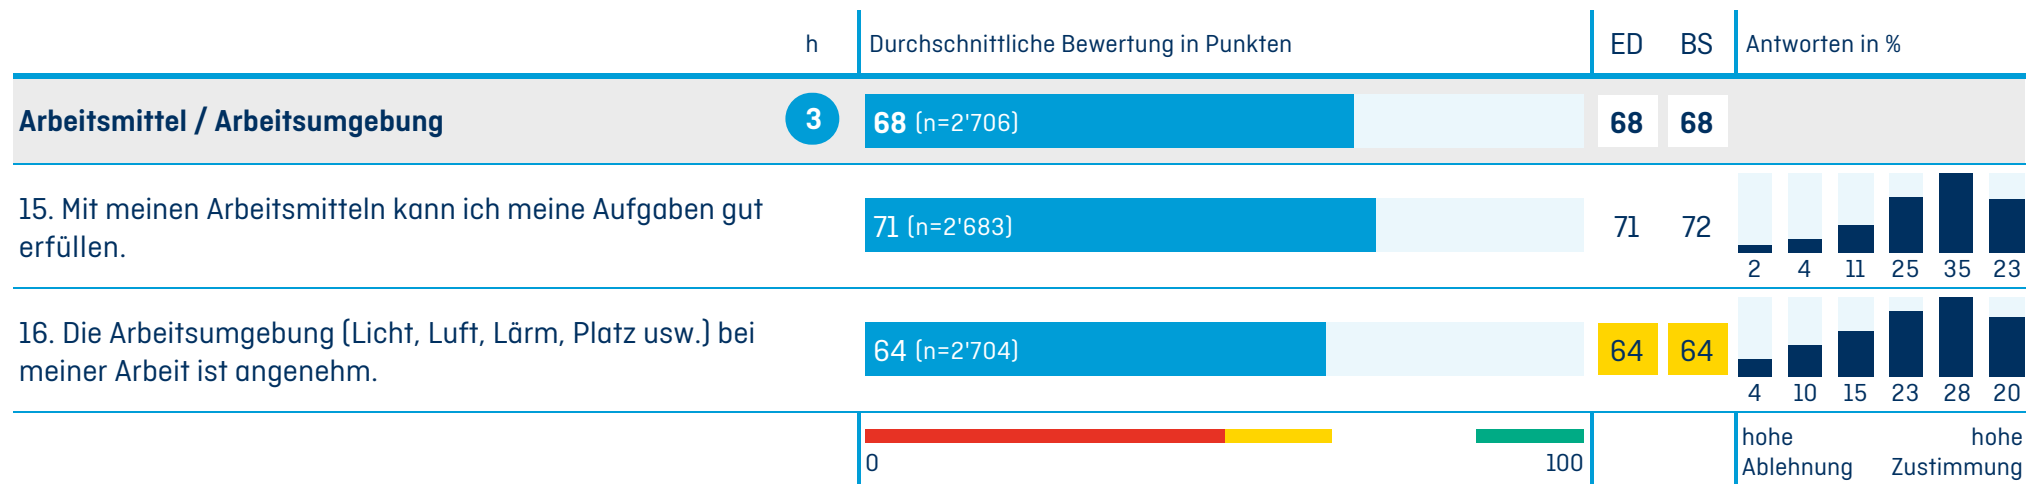 h Durchschnittliche Bewertung in Punkten ED BS Antworten in %
Arbeitsmittel / Arbeitsumgebung 3 68 (n=2'706) 68 68
15. Mit meinen Arbeitsmitteln kann ich meine Aufgaben gut
erfüllen.
71 (n=2'683) 71 72
2 4 11 25 35 23
16. Die Arbeitsumgebung (Licht, Luft, Lärm, Platz usw.) bei
meiner Arbeit ist angenehm.
64 (n=2'704) 64 64
4 10 15 23 28 20
0 100
hohe hohe
Ablehnung Zustimmung